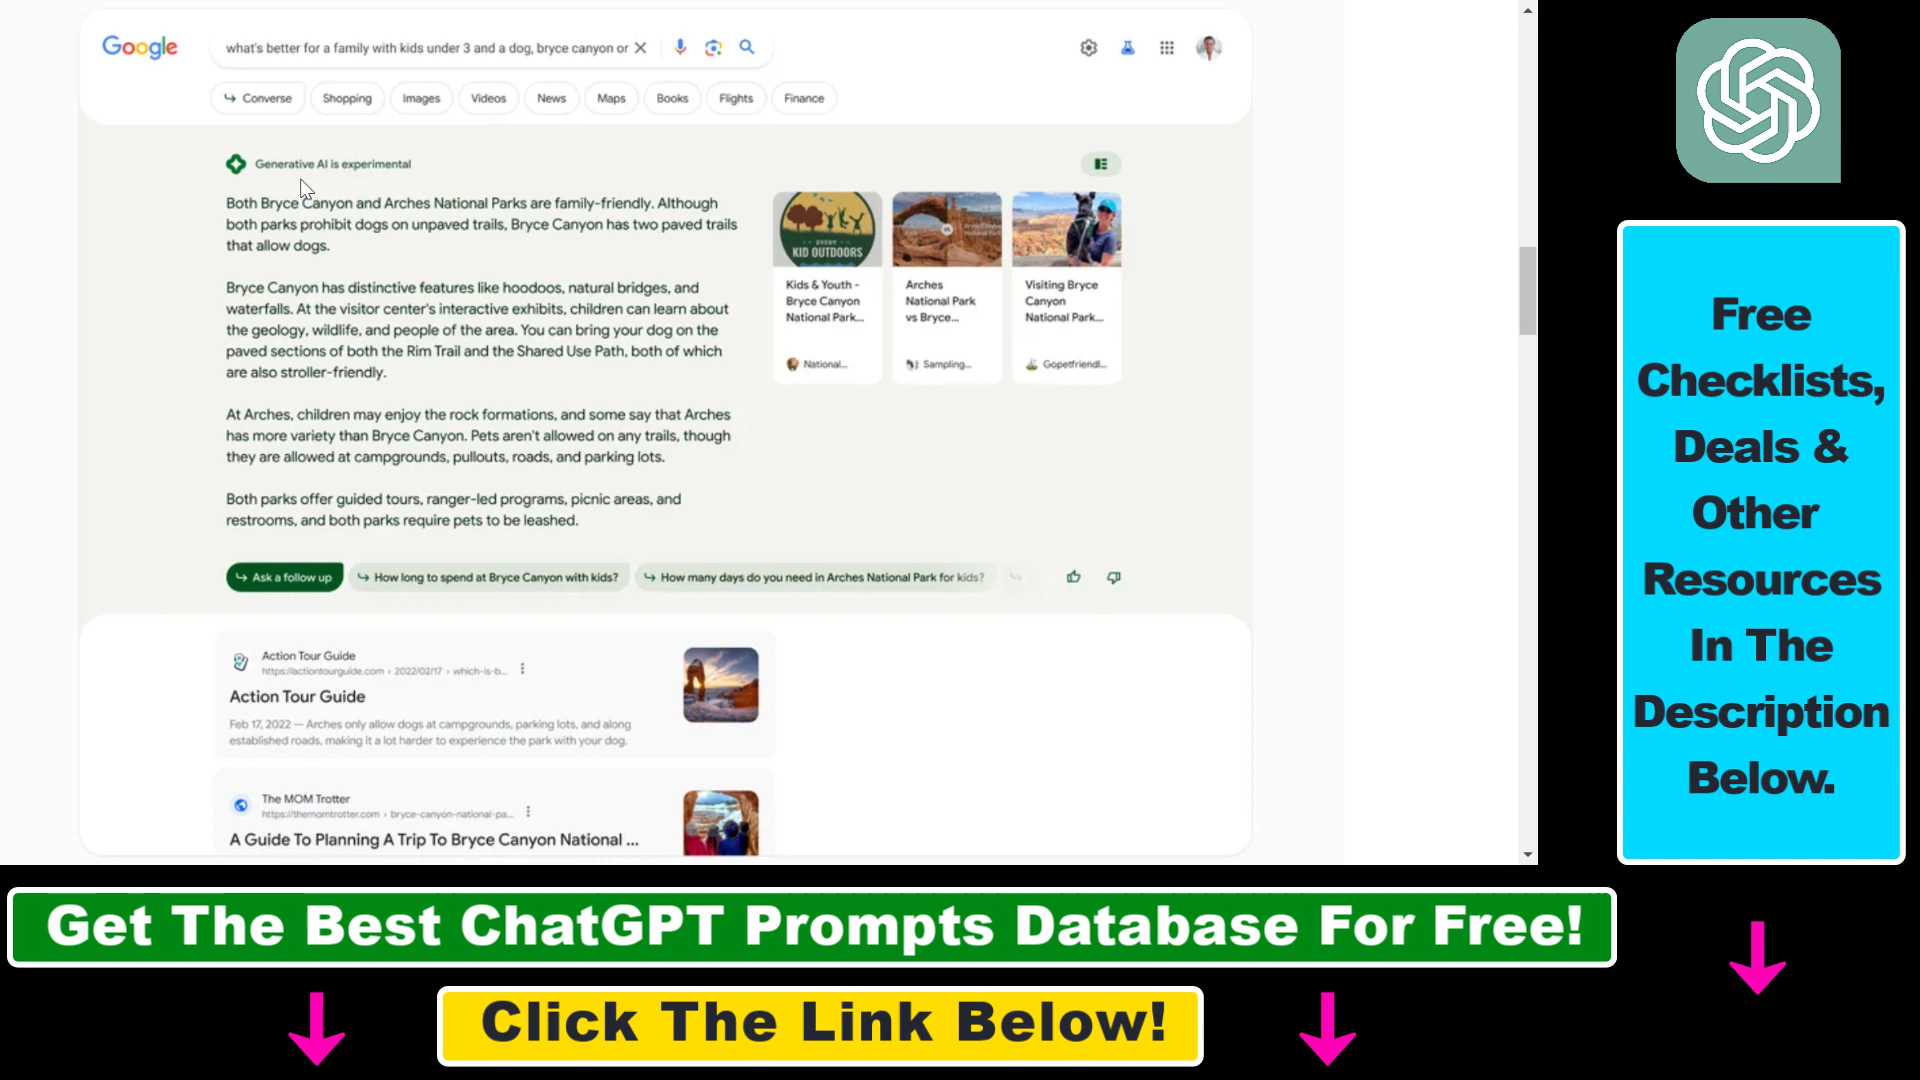 Google
what's better for a family with kids under 3 and a dog, bryce canyon or
Converse
Shopping
Images
Videos
News
Maps
Books
Flights
Finance
Generative AI is experimental
Both Bryce Canyon and Arches National Parks are family-friendly. Although
both parks prohibit dogs on unpaved trails, Bryce Canyon has two paved trails
that allow dogs.
Bryce Canyon has distinctive features like hoodoos, natural bridges, and
waterfalls. At the visitor center's interactive exhibits, children can learn about
the geology, wildlife, and people of the area. You can bring your dog on the
paved sections of both the Rim Trail and the Shared Use Path, both of which
are also stroller-friendly.
At Arches, children may enjoy the rock formations, and some say that Arches
has more variety than Bryce Canyon. Pets aren't allowed on any trails, though
they are allowed at campgrounds, pullouts, roads, and parking lots.
Both parks offer guided tours, ranger-led programs, picnic areas, and
restrooms, and both parks require pets to be leashed.
EVERY
KID OUTDOORS
Kids & Youth -
Bryce Canyon
National Park...
National...
Arches
National Park
vs Bryce...
Sampling...
Visiting Bryce
Canyon
National Park...
Gopetfriendl...
Ask a follow up
How long to spend at Bryce Canyon with kids?
How many days do you need in Arches National Park for kids?
Action Tour Guide
https://actiontourguide.com › 2022/02/17 › which-is-b...
Action Tour Guide
Feb 17, 2022 — Arches only allow dogs at campgrounds, parking lots, and along
established roads, making it a lot harder to experience the park with your dog.
The MOM Trotter
https://themomtrotter.com › bryce-canyon-national-pa...
A Guide To Planning A Trip To Bryce Canyon National ...
Free
Checklists,
Deals &
Other
Resources
In The
Description
Below.
Get The Best ChatGPT Prompts Database For Free!
Click The Link Below!